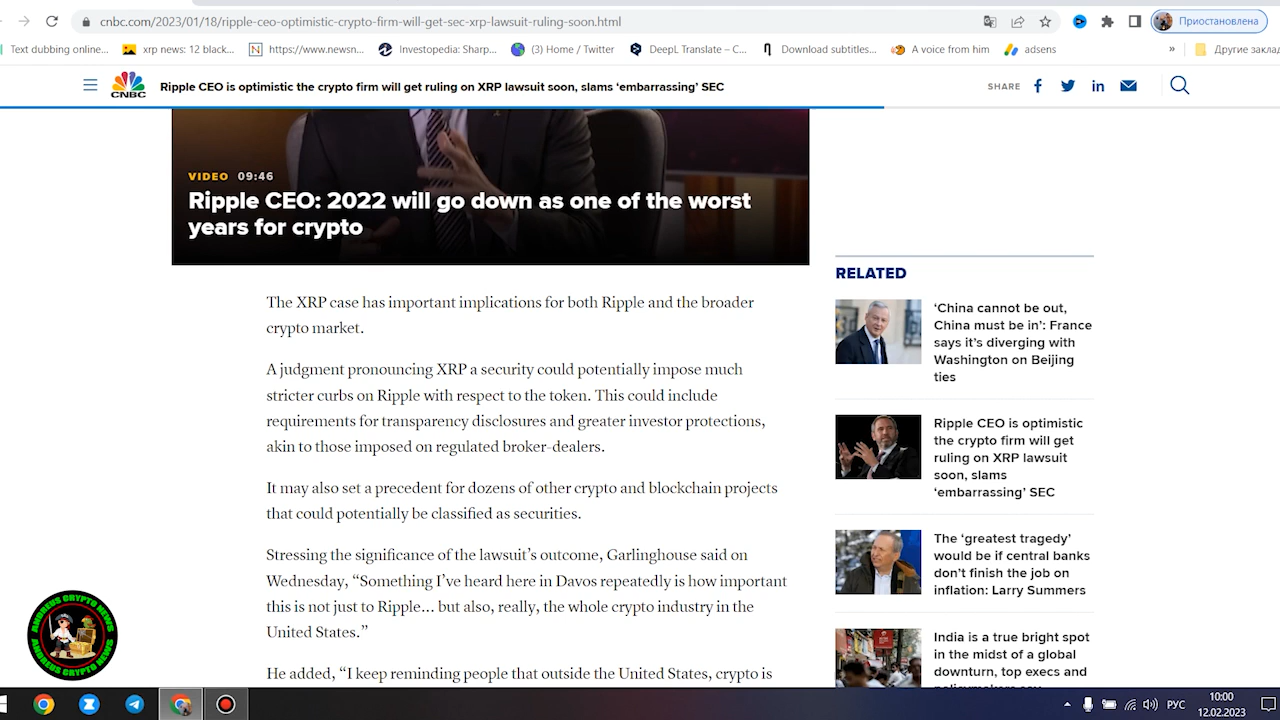 cnbc.com/2023/01/18/ripple-ceo-optimistic-crypto-firm-will-get-sec-xrp-lawsuit-ruling-soon.html
Приостановлена
Text dubbing online...
xrp news: 12 black...
https://www.newsn...
Investopedia: Sharp...
(3) Home / Twitter
DeepL Translate – C...
Download subtitles...
A voice from him
adsens
»
Другие закла
CNBC
Ripple CEO is optimistic the crypto firm will get ruling on XRP lawsuit soon, slams ‘embarrassing’ SEC
SHARE
VIDEO 09:46
Ripple CEO: 2022 will go down as one of the worst
years for crypto
The XRP case has important implications for both Ripple and the broader
crypto market.
A judgment pronouncing XRP a security could potentially impose much
stricter curbs on Ripple with respect to the token. This could include
requirements for transparency disclosures and greater investor protections,
akin to those imposed on regulated broker-dealers.
It may also set a precedent for dozens of other crypto and blockchain projects
that could potentially be classified as securities.
Stressing the significance of the lawsuit’s outcome, Garlinghouse said on
Wednesday, “Something I’ve heard here in Davos repeatedly is how important
this is not just to Ripple... but also, really, the whole crypto industry in the
United States.”
He added, “I keep reminding people that outside the United States, crypto is
RELATED
‘China cannot be out,
China must be in’: France
says it’s diverging with
Washington on Beijing
ties
Ripple CEO is optimistic
the crypto firm will get
ruling on XRP lawsuit
soon, slams
‘embarrassing’ SEC
The ‘greatest tragedy’
would be if central banks
don’t finish the job on
inflation: Larry Summers
India is a true bright spot
in the midst of a global
downturn, top execs and
ANDREUS CRYPTO NEWS
ANDREUS CRYPTO NEWS
РУС
10:00
12.02.2023